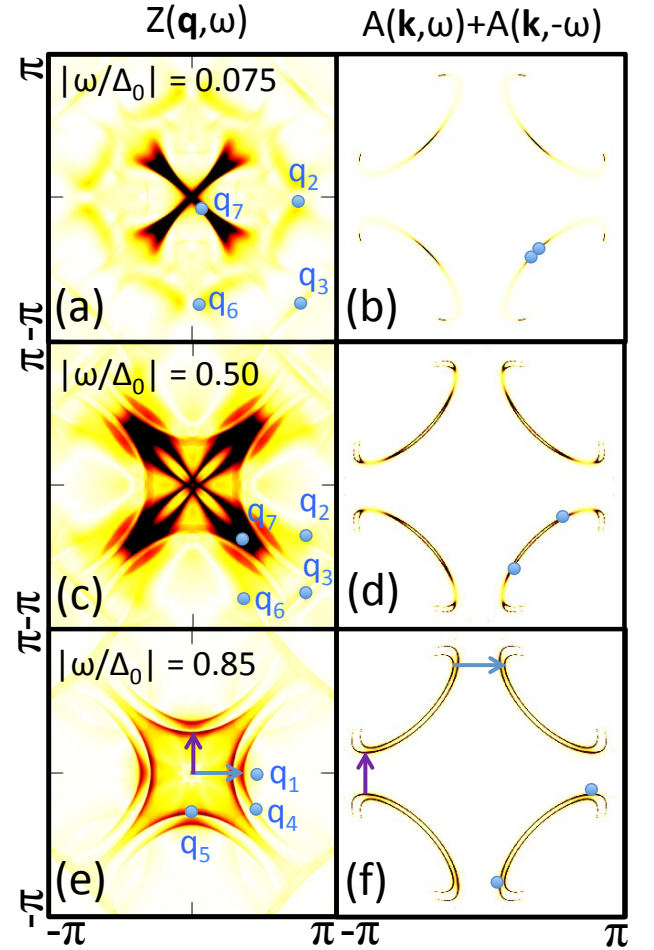 Z(q,ω) A(k,ω)+A(k,-ω)
π
|ω/Δ₀| = 0.075
q₂
q₇
q₃
q₆
(a) (b)
-π
π
|ω/Δ₀| = 0.50
q₇ q₂
q₃
q₆
(c) (d)
-π
π
|ω/Δ₀| = 0.85
q₁
q₄
q₅
(e) (f)
-π
-π π -π π